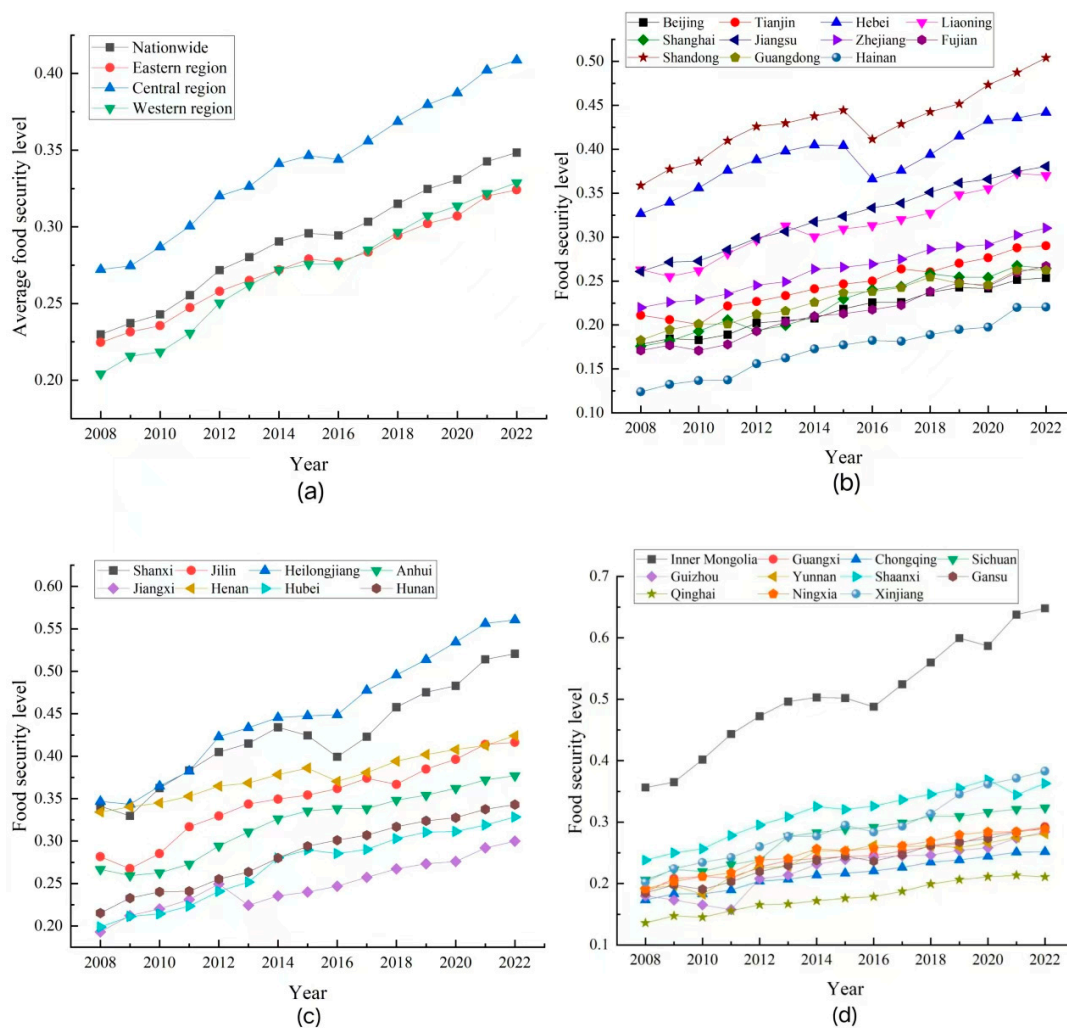 Nationwide
Eastern region
Central region
Western region
0.40
0.35
0.30
0.25
0.20
Average food security level
2008 2010 2012 2014 2016 2018 2020 2022
Year
(a)
Beijing Tianjin Hebei Liaoning
Shanghai Jiangsu Zhejiang Fujian
Shandong Guangdong Hainan
0.50
0.45
0.40
0.35
0.30
0.25
0.20
0.15
0.10
Food security level
2008 2010 2012 2014 2016 2018 2020 2022
Year
(b)
Shanxi Jilin Heilongjiang Anhui
Jiangxi Henan Hubei Hunan
0.60
0.55
0.50
0.45
0.40
0.35
0.30
0.25
0.20
Food security level
2008 2010 2012 2014 2016 2018 2020 2022
Year
(c)
Inner Mongolia Guangxi Chongqing Sichuan
Guizhou Yunnan Shaanxi Gansu
Qinghai Ningxia Xinjiang
0.7
0.6
0.5
0.4
0.3
0.2
0.1
Food security level
2008 2010 2012 2014 2016 2018 2020 2022
Year
(d)